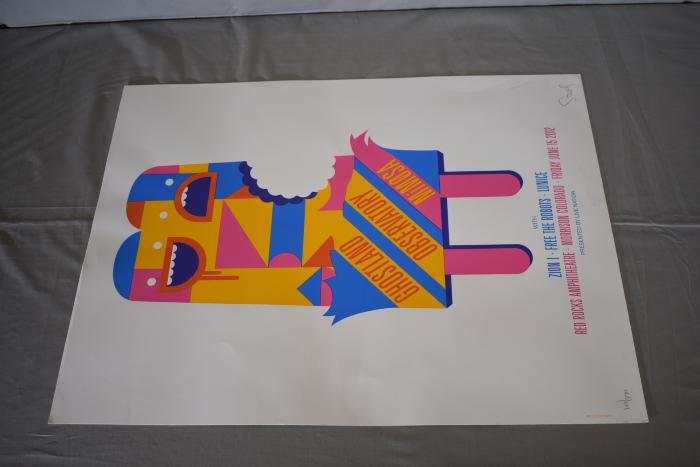 GHOSTLAND
OBSERVATORY
MIMOSA
WITH
ZION I · FREE THE ROBOTS · LUNICE
RED ROCKS AMPHITHEATRE · MORRISON COLORADO · FRIDAY JUNE 15 2012
PRESENTED BY LIVE NATION